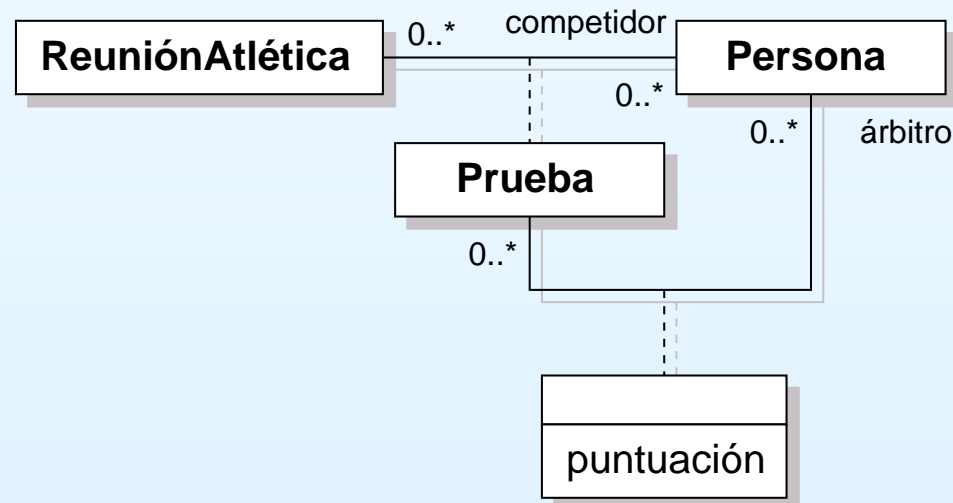 ReuniónAtlética
0..*
competidor
Persona
0..*
0..*
árbitro
Prueba
0..*
puntuación